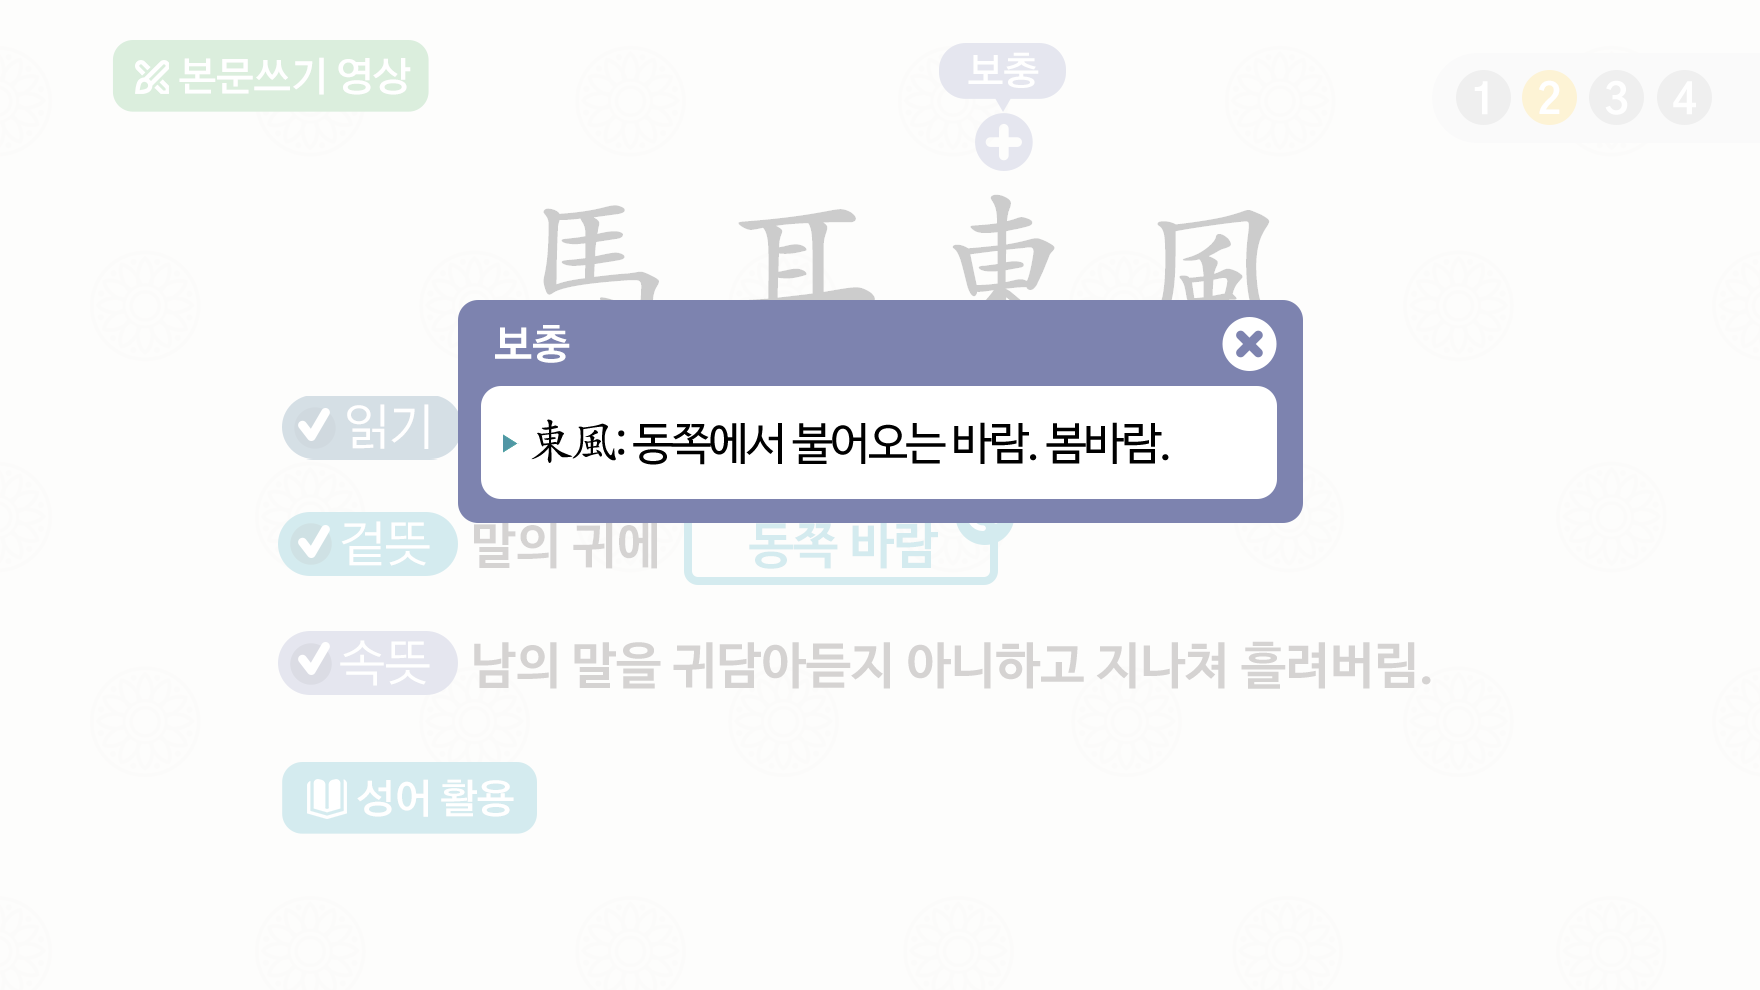 본문쓰기 영상
보충
1 2 3 4
馬耳東風
보충
東風: 동쪽에서 불어오는 바람. 봄바람.
읽기
겉뜻 말의 귀에 동쪽 바람
속뜻 남의 말을 귀담아듣지 아니하고 지나쳐 흘려버림.
성어 활용